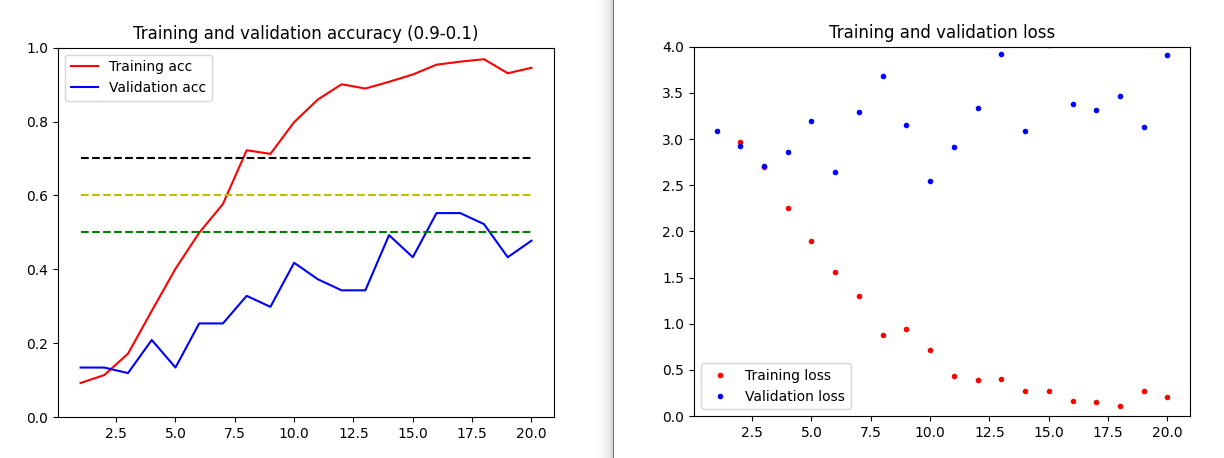 Training and validation accuracy (0.9-0.1)
1.0
0.8
0.6
0.4
0.2
0.0
Training acc
Validation acc
2.5 5.0 7.5 10.0 12.5 15.0 17.5 20.0
Training and validation loss
4.0
3.5
3.0
2.5
2.0
1.5
1.0
0.5
0.0
Training loss
Validation loss
2.5 5.0 7.5 10.0 12.5 15.0 17.5 20.0